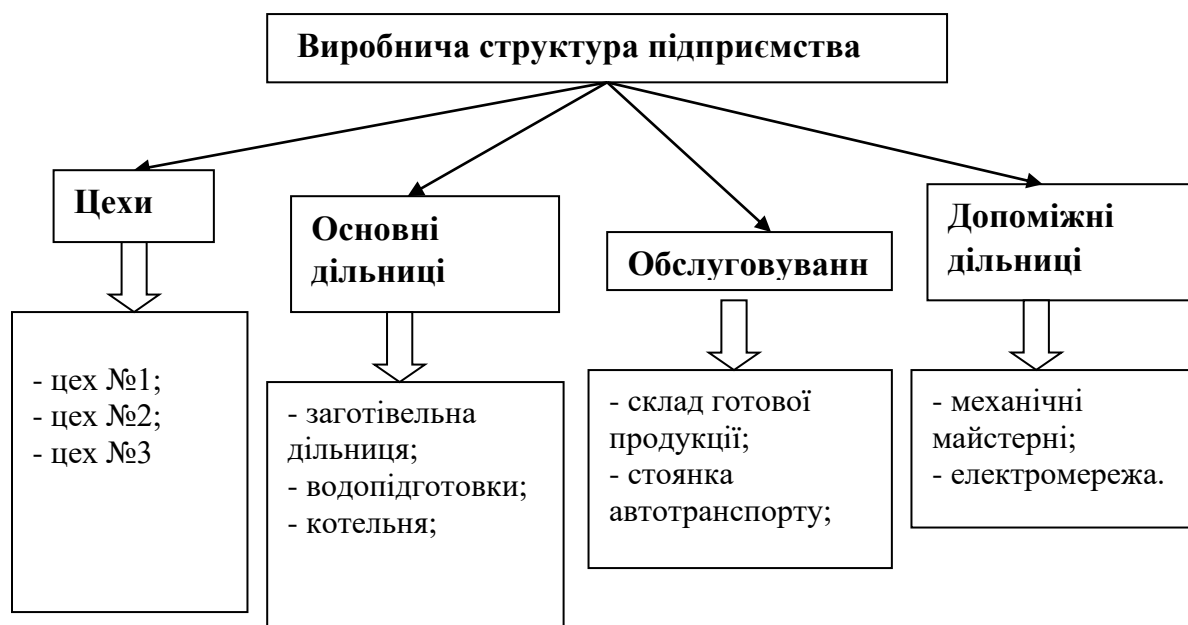 Виробнича структура підприємства
Цехи
Основні
дільниці
Обслуговуванн
Допоміжні
дільниці
- цех №1;
- цех №2;
- цех №3
- заготівельна
дільниця;
- водопідготовки;
- котельня;
- склад готової
продукції;
- стоянка
автотранспорту;
- механічні
майстерні;
- електромережа.